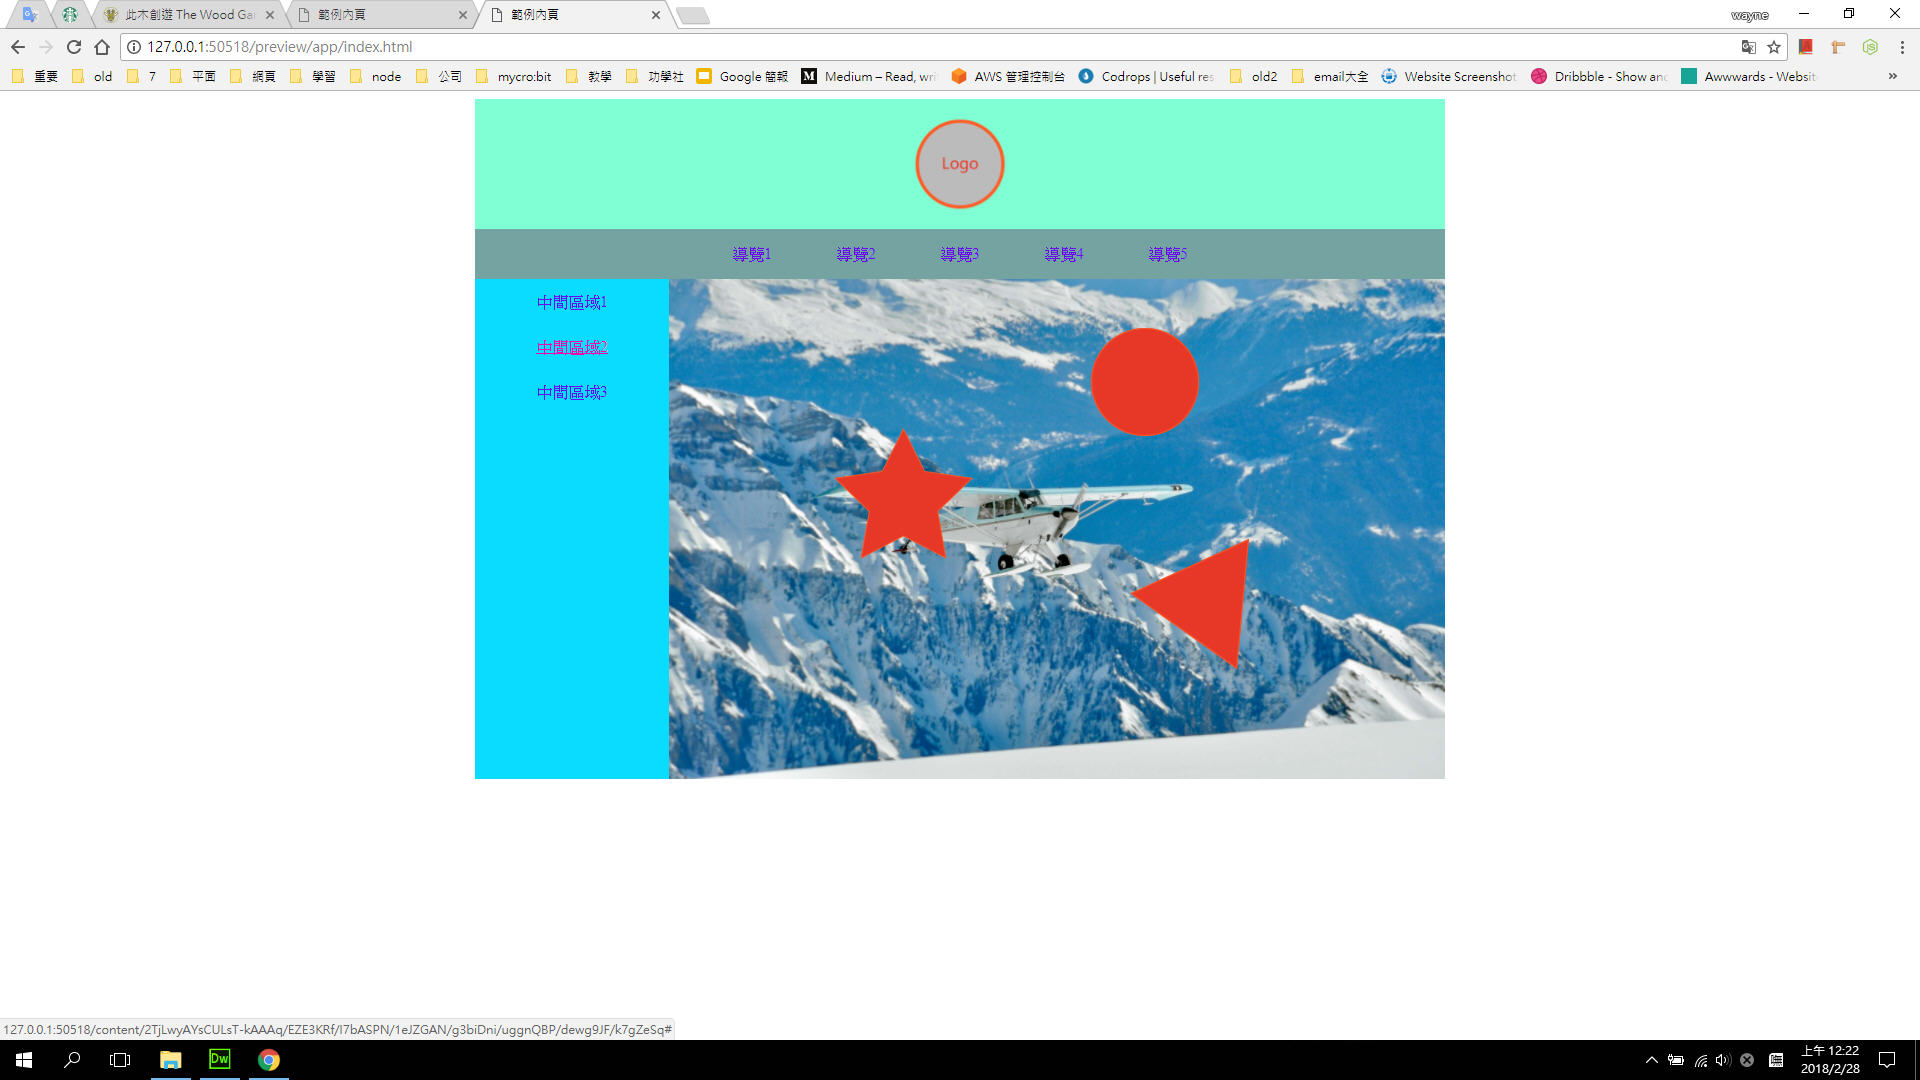 此木創遊 The Wood Gar
範例內頁
範例內頁
wayne
127.0.0.1:50518/preview/app/index.html
重要 old 7 平面 網頁 學習 node 公司 mycro:bit 教學 功學社 Google 簡報 Medium – Read, wri AWS 管理控制台 Codrops | Useful res old2 email大全 Website Screenshot Dribbble - Show and Awwwards - Websit »
Logo
導覽1 導覽2 導覽3 導覽4 導覽5
中間區域1
中間區域2
中間區域3
127.0.0.1:50518/content/2TjLwyAYsCULsT-kAAAq/EZE3KRf/I7bASPN/1eJZGAN/g3biDni/uggnQBP/dewg9JF/k7gZeSq#
Dw
上午 12:22
2018/2/28